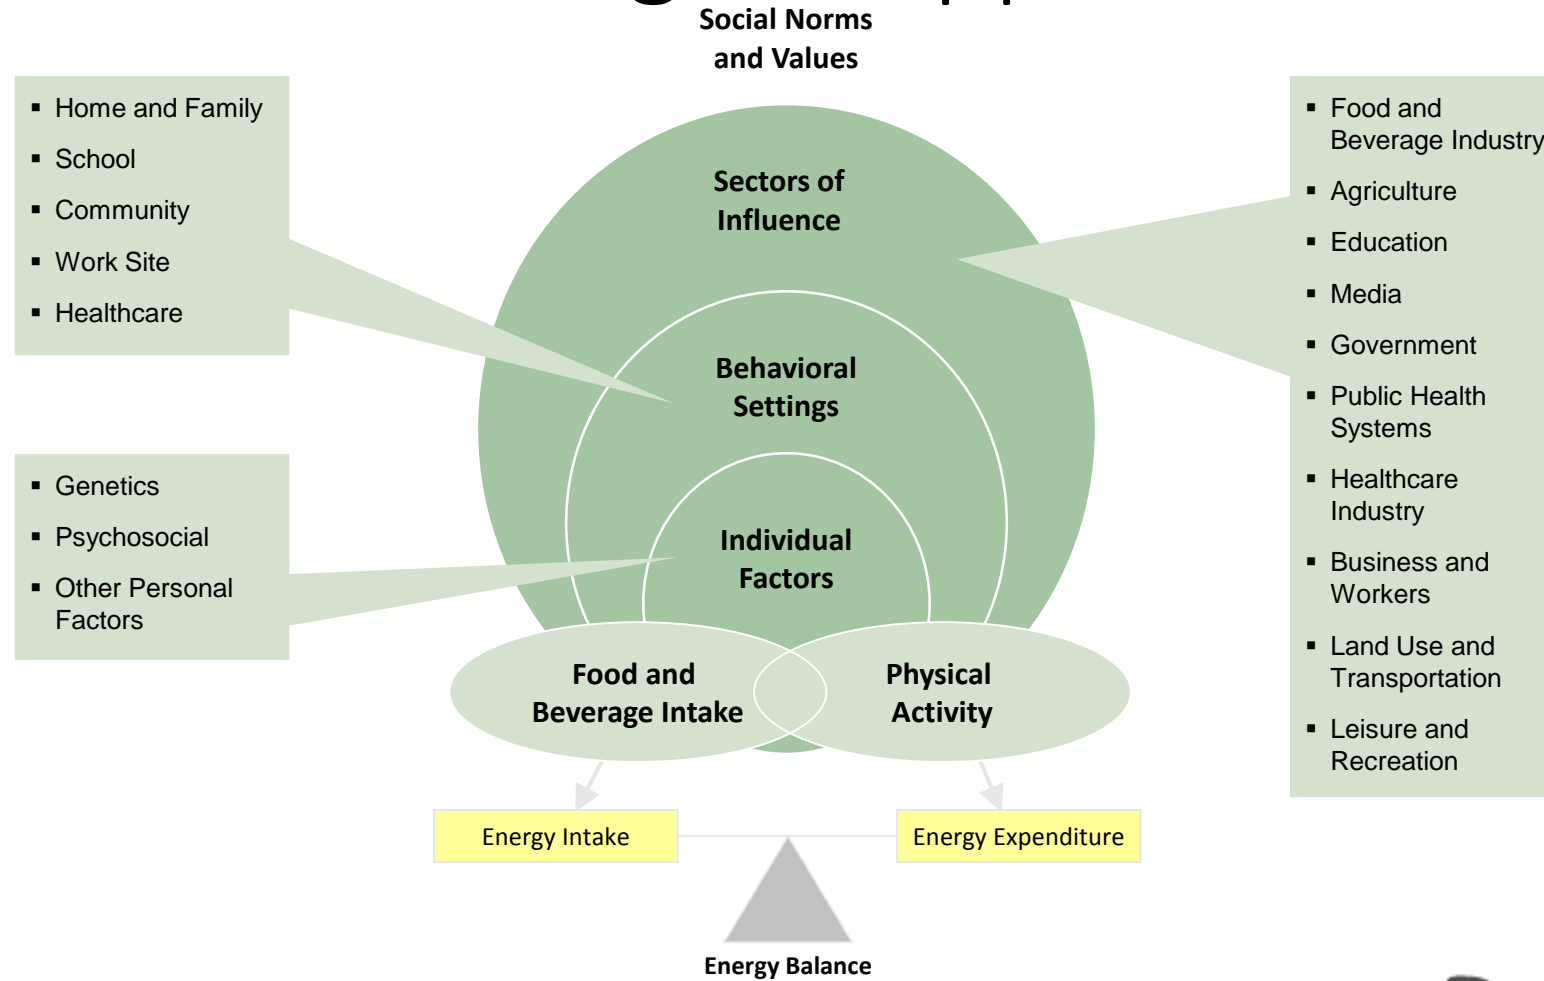 Social Norms
and Values
Home and Family
School
Community
Work Site
Healthcare
Genetics
Psychosocial
Other Personal
Factors
Sectors of
Influence
Behavioral
Settings
Individual
Factors
Food and
Beverage Intake
Physical
Activity
Energy Intake
Energy Expenditure
Energy Balance
Food and
Beverage Industry
Agriculture
Education
Media
Government
Public Health
Systems
Healthcare
Industry
Business and
Workers
Land Use and
Transportation
Leisure and
Recreation